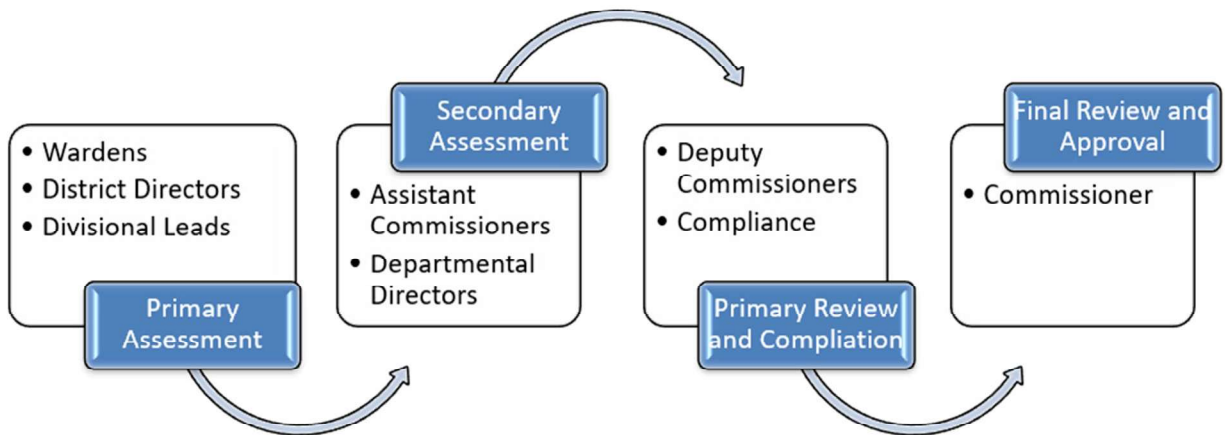 • Wardens
• District Directors
• Divisional Leads
Primary
Assessment
Secondary
Assessment
• Assistant
Commissioners
• Departmental
Directors
• Deputy
Commissioners
• Compliance
Primary Review
and Compliation
Final Review and
Approval
• Commissioner